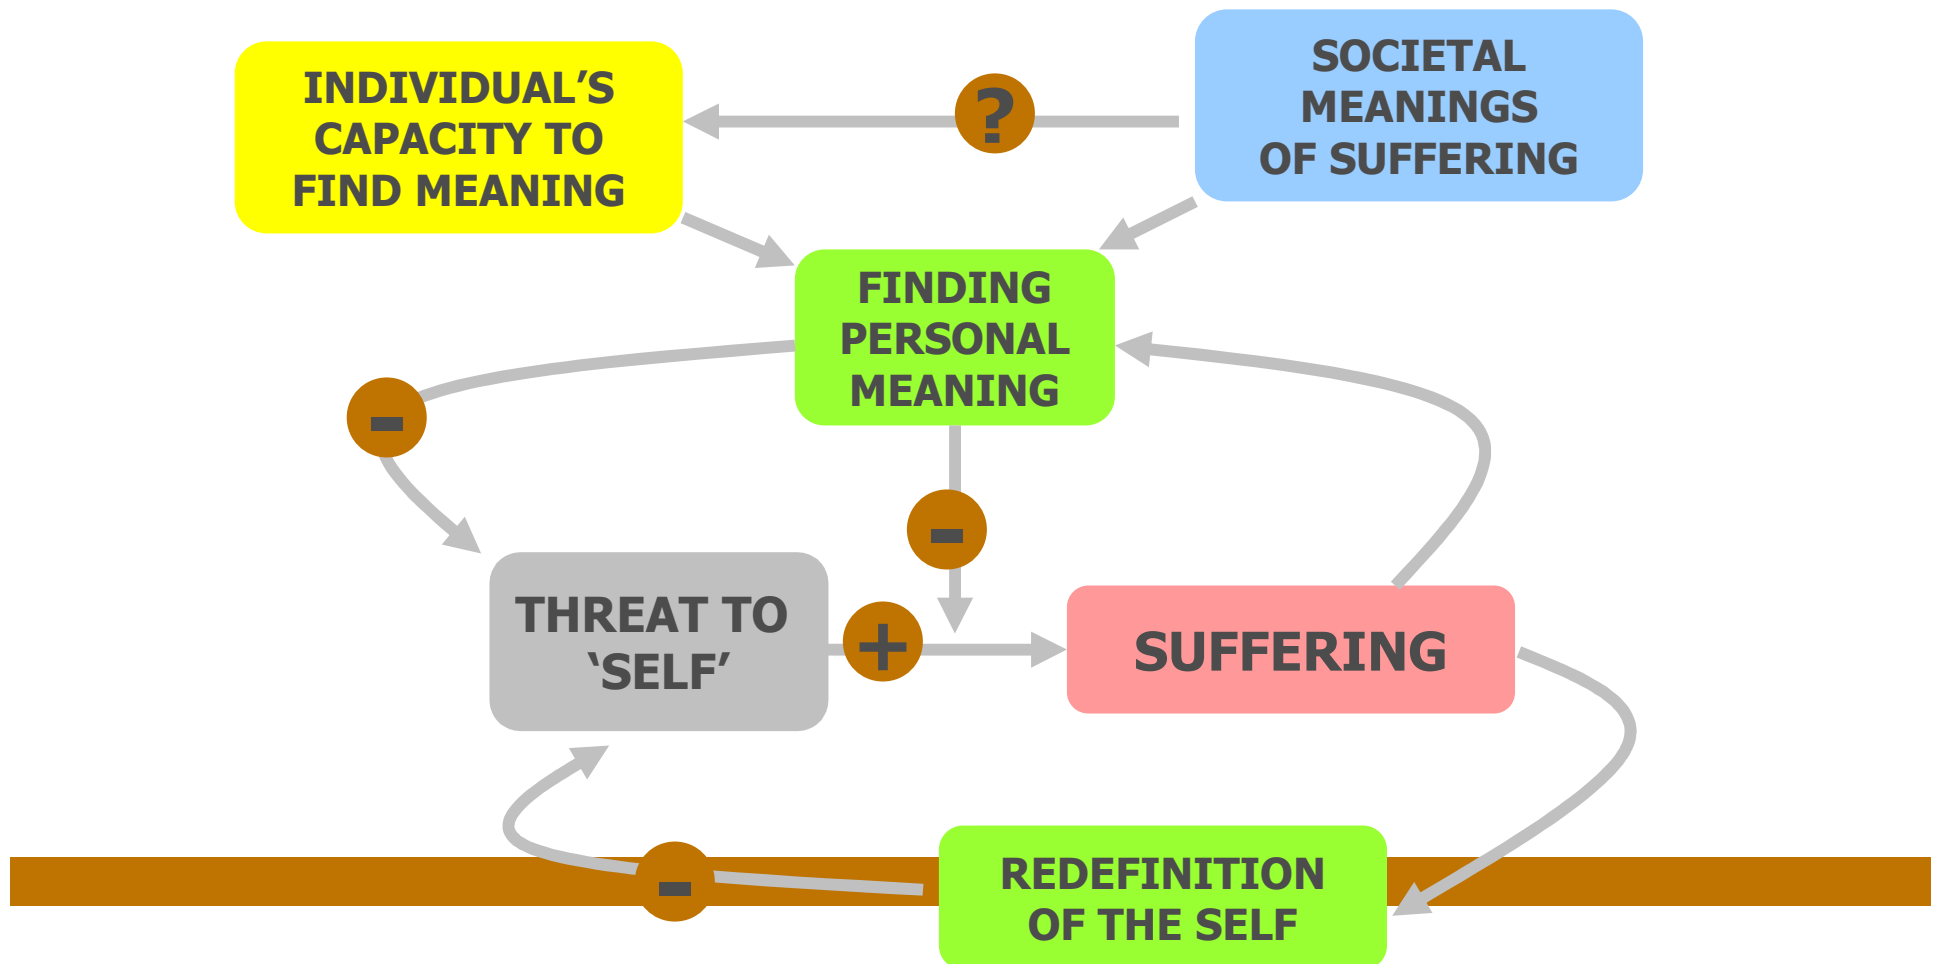 INDIVIDUAL’S
CAPACITY TO
FIND MEANING
?
SOCIETAL
MEANINGS
OF SUFFERING
FINDING
PERSONAL
MEANING
-
-
THREAT TO
‘SELF’
+
SUFFERING
-
REDEFINITION
OF THE SELF